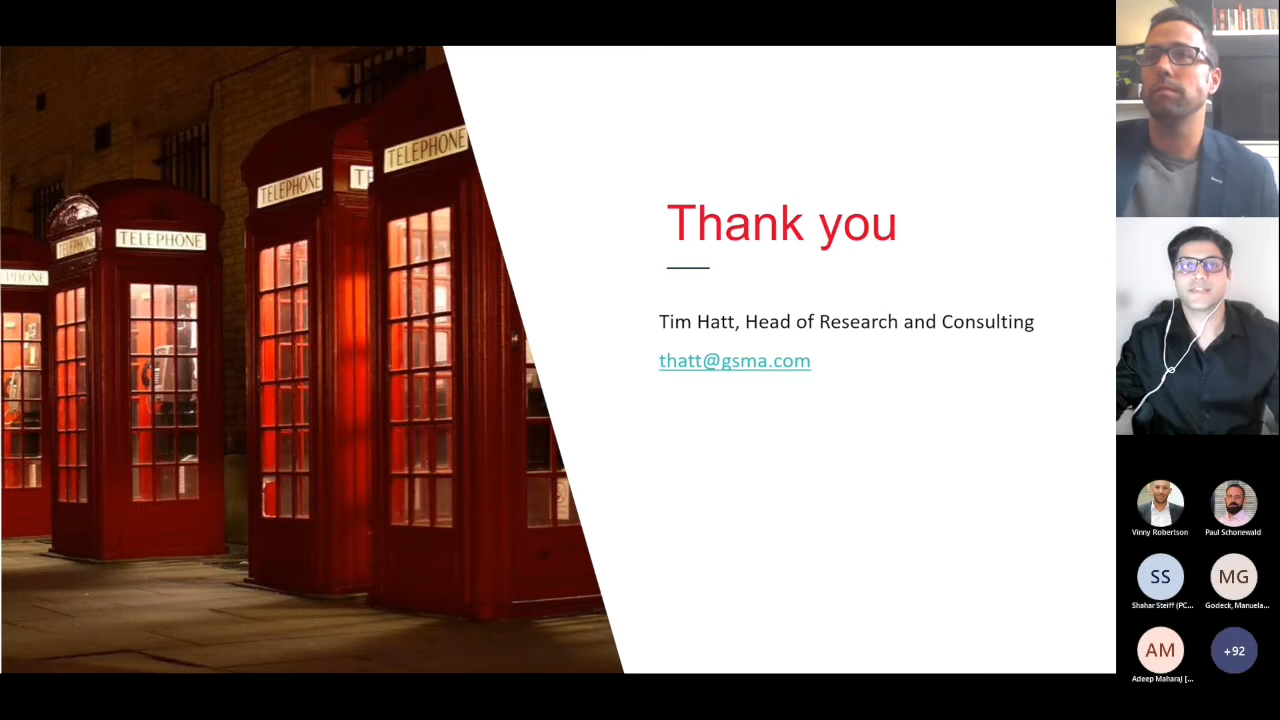 TELEPHONE
TELEPHONE
TELEPHONE
TELEPHONE
PHONE
TE
Thank you
Tim Hatt, Head of Research and Consulting
thatt@gsma.com
Vinny Robertson
Paul Schonewald
SS
MG
Shahar Steiff (PC...
Godeck, Manuela...
AM
+92
Adeep Maharaj [...